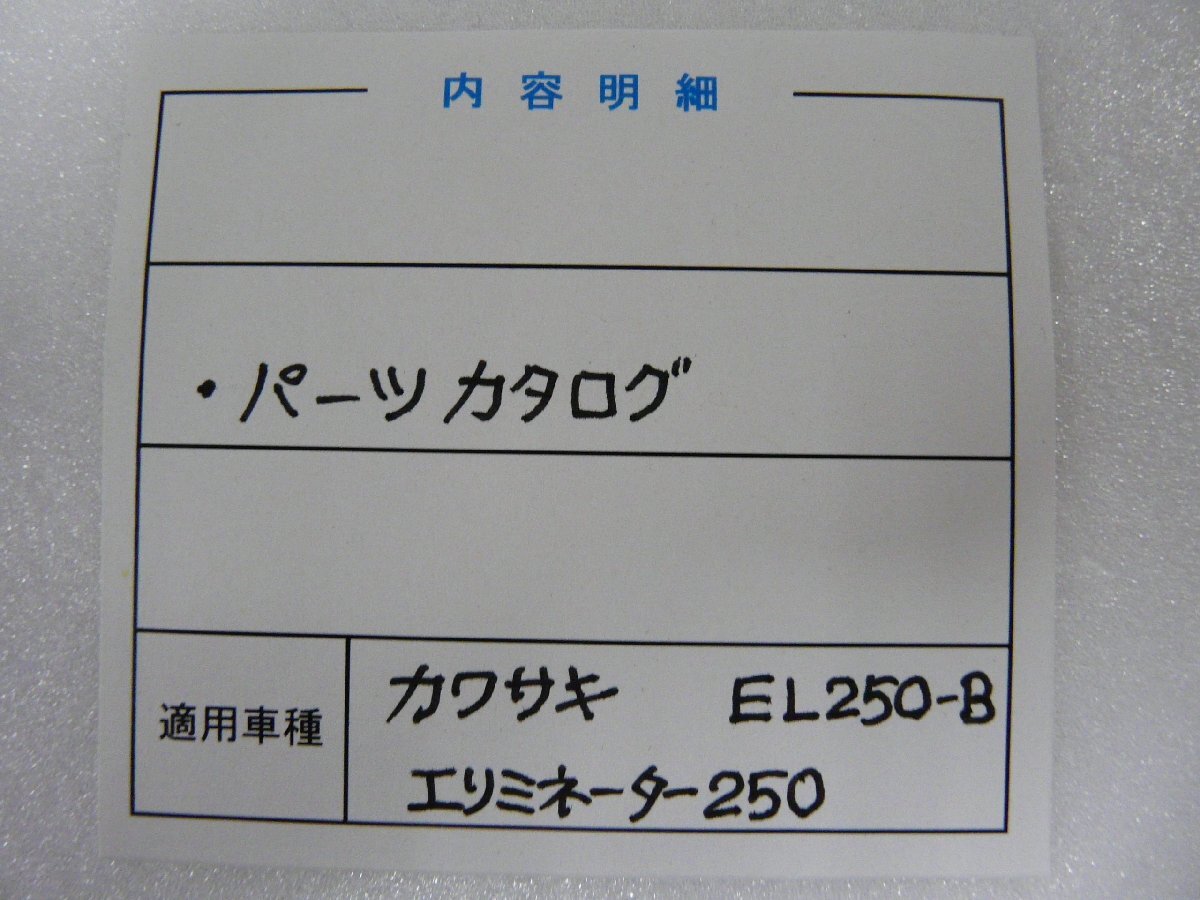 内容明細
・パーツカタログ
適用車種
カワサキ EL250-B
エリミネーター250